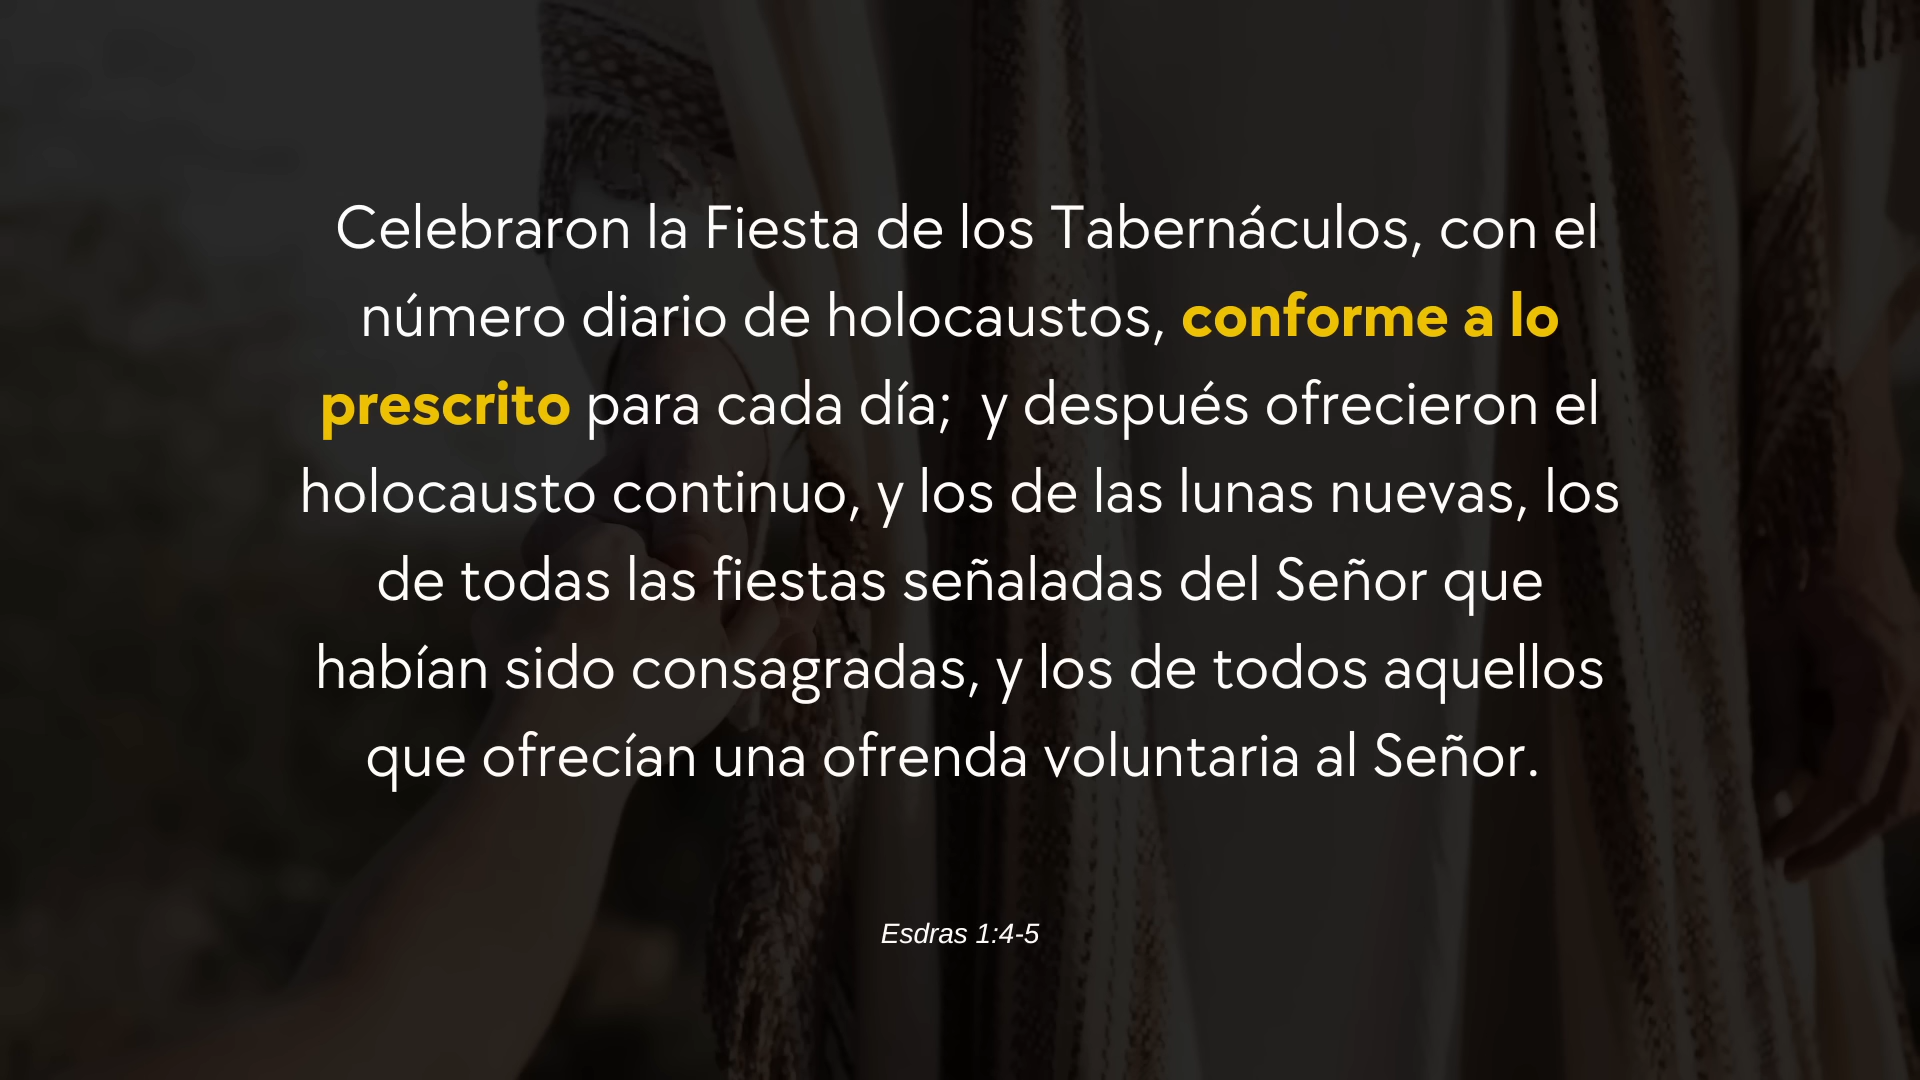 Celebraron la Fiesta de los Tabernáculos, con el
número diario de holocaustos, conforme a lo
prescrito para cada día;  y después ofrecieron el
holocausto continuo, y los de las lunas nuevas, los
de todas las fiestas señaladas del Señor que
habían sido consagradas, y los de todos aquellos
que ofrecían una ofrenda voluntaria al Señor.
Esdras 1:4-5